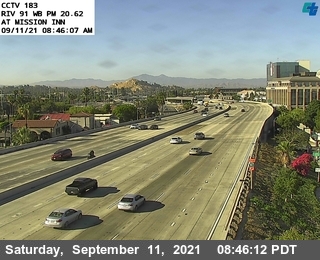 CCTV 183
RIV 91 WB PM 20.62
AT MISSION INN
09/11/21 08:46:07 AM
Saturday, September 11, 2021 08:46:12 PDT